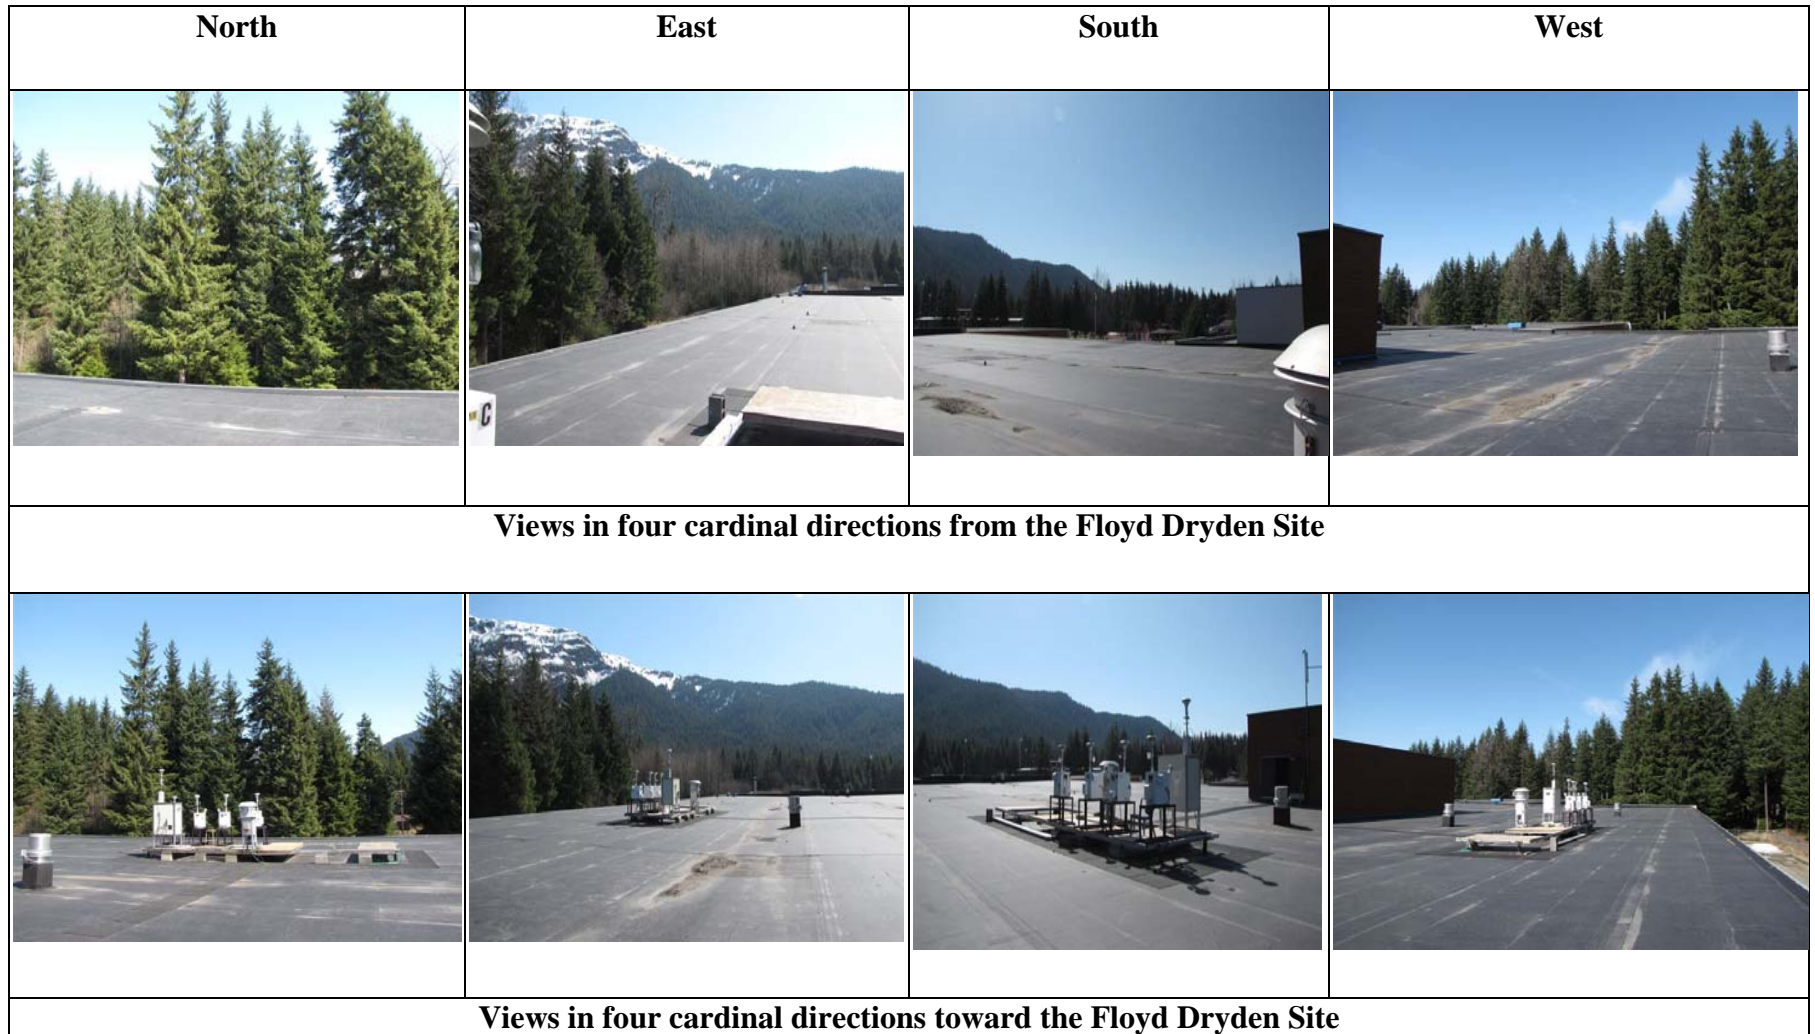 North East South West
C
Views in four cardinal directions from the Floyd Dryden Site
Views in four cardinal directions toward the Floyd Dryden Site